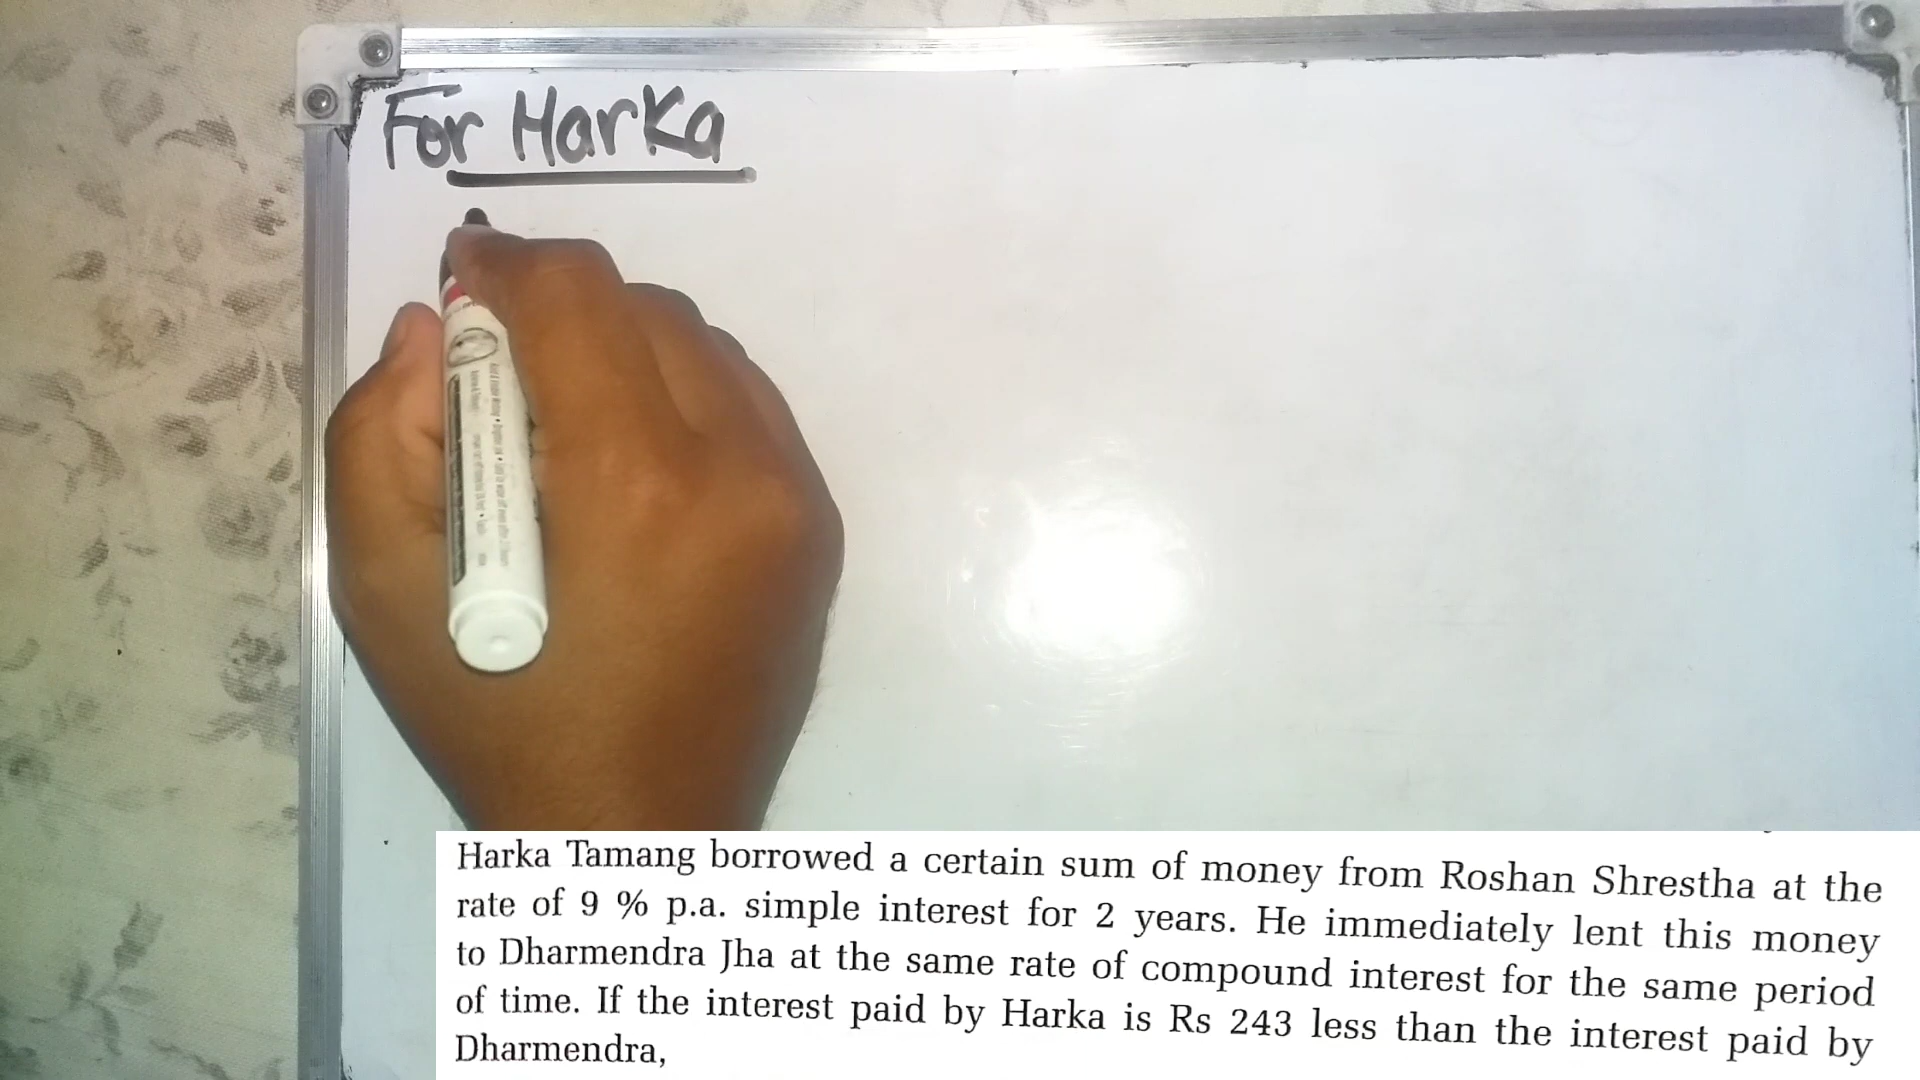 For Harka
Harka Tamang borrowed a certain sum of money from Roshan Shrestha at the
rate of 9 % p.a. simple interest for 2 years. He immediately lent this money
to Dharmendra Jha at the same rate of compound interest for the same period
of time. If the interest paid by Harka is Rs 243 less than the interest paid by
Dharmendra,